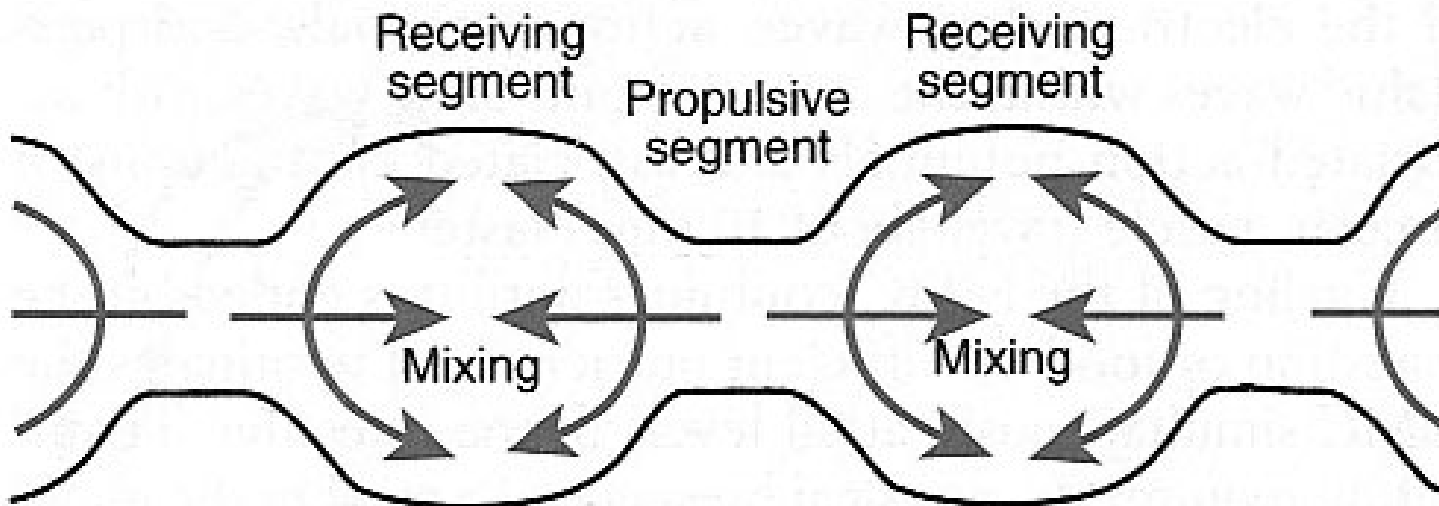 Receiving
segment
Propulsive
segment
Receiving
segment
Mixing
Mixing